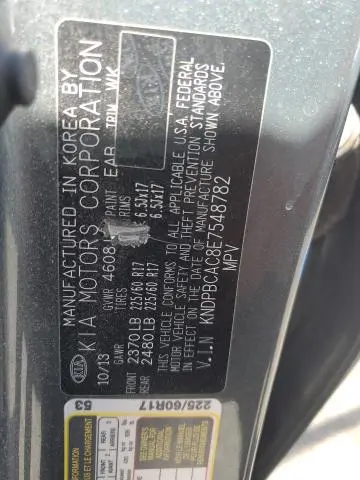 MANUFACTURED IN KOREA BY
KIA MOTORS CORPORATION
KIA
10/13 GVWR 4608 PAINT EAR TRIM WK
GAWR TIRES RIMS
FRONT 2370LB 225/60 R17 6.5Jx17
REAR 2480LB 225/60 R17 6.5Jx17
THIS VEHICLE CONFORMS TO ALL APPLICABLE U.S.A. FEDERAL
MOTOR VEHICLE SAFETY AND THEFT PREVENTION STANDARDS
IN EFFECT ON THE DATE OF MANUFACTURE SHOWN ABOVE.
V.I.N KNDPBCAC8E7548782
MPV
53
225/60R17